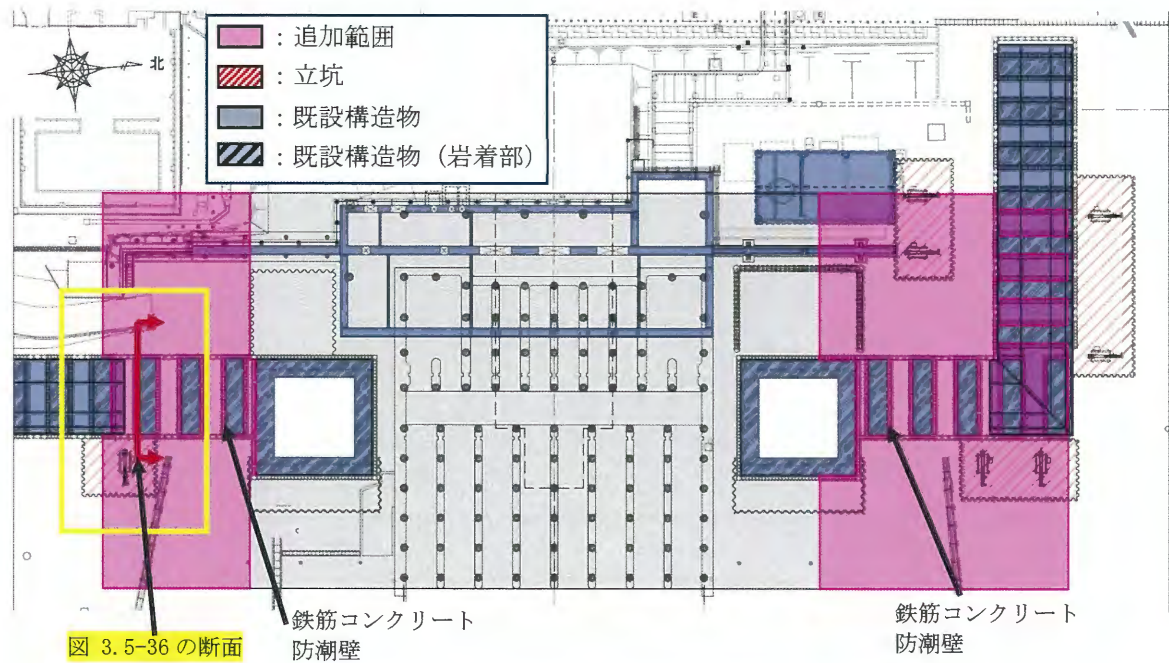 北
：追加範囲
：立坑
：既設構造物
：既設構造物（岩着部）
図 3.5-36 の断面
鉄筋コンクリート
防潮壁
鉄筋コンクリート
防潮壁